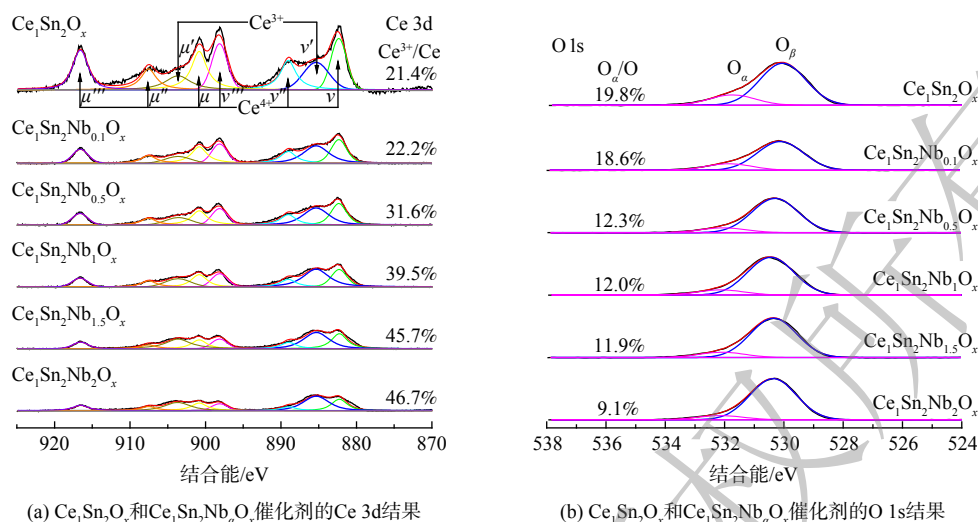 Ce₁Sn₂Oₓ
Ce³⁺
Ce 3d
Ce³⁺/Ce
21.4%
μ′
v′
μ‴
μ″
μ
v‴
v″
v
Ce⁴⁺
Ce₁Sn₂Nb₀.₁Oₓ
22.2%
Ce₁Sn₂Nb₀.₅Oₓ
31.6%
Ce₁Sn₂Nb₁Oₓ
39.5%
Ce₁Sn₂Nb₁.₅Oₓ
45.7%
Ce₁Sn₂Nb₂Oₓ
46.7%
920 910 900 890 880 870
结合能/eV
(a) Ce₁Sn₂Oₓ和Ce₁Sn₂NbₐOₓ催化剂的Ce 3d结果
O 1s
O_α/O
O_α
O_β
19.8%
Ce₁Sn₂Oₓ
18.6%
Ce₁Sn₂Nb₀.₁Oₓ
12.3%
Ce₁Sn₂Nb₀.₅Oₓ
12.0%
Ce₁Sn₂Nb₁Oₓ
11.9%
Ce₁Sn₂Nb₁.₅Oₓ
9.1%
Ce₁Sn₂Nb₂Oₓ
538 536 534 532 530 528 526 524
结合能/eV
(b) Ce₁Sn₂Oₓ和Ce₁Sn₂NbₐOₓ催化剂的O 1s结果
权所有